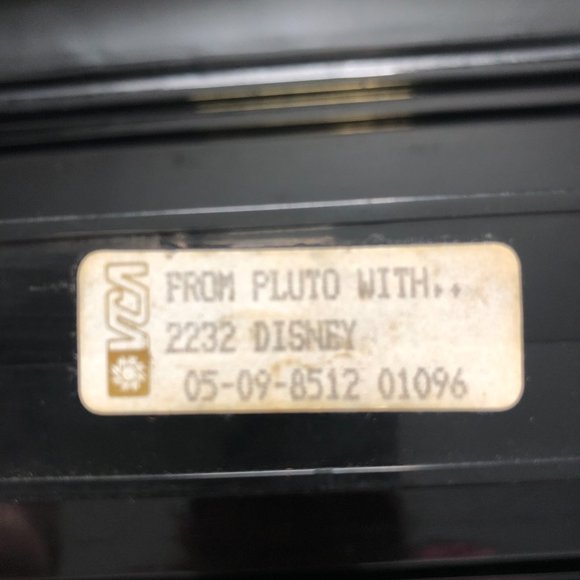 VCA
FROM PLUTO WITH..
2232 DISNEY
05-09-8512 01096